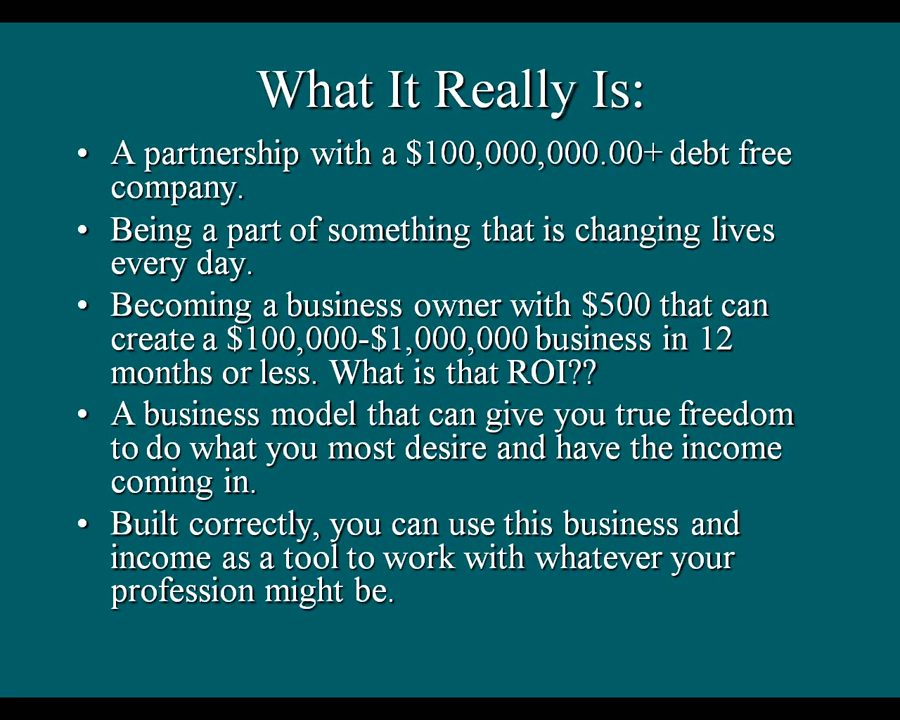 What It Really Is:
• A partnership with a $100,000,000.00+ debt free
company.
• Being a part of something that is changing lives
every day.
• Becoming a business owner with $500 that can
create a $100,000-$1,000,000 business in 12
months or less. What is that ROI??
• A business model that can give you true freedom
to do what you most desire and have the income
coming in.
• Built correctly, you can use this business and
income as a tool to work with whatever your
profession might be.